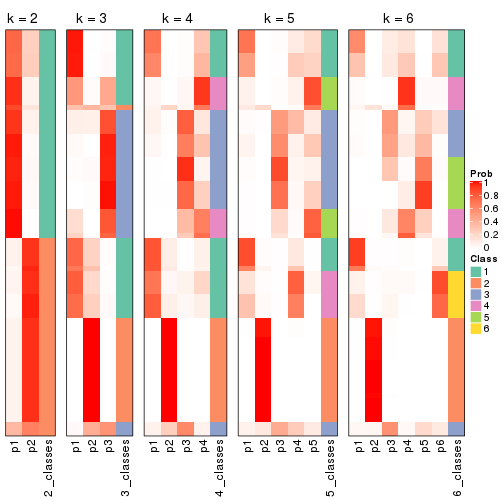 k = 2
k = 3
k = 4
k = 5
k = 6
Prob
1
0.8
0.6
0.4
0.2
0
Class
1
2
3
4
5
6
p1
p2
2_classes
p1
p2
p3
3_classes
p1
p2
p3
p4
4_classes
p1
p2
p3
p4
p5
5_classes
p1
p2
p3
p4
p5
p6
6_classes